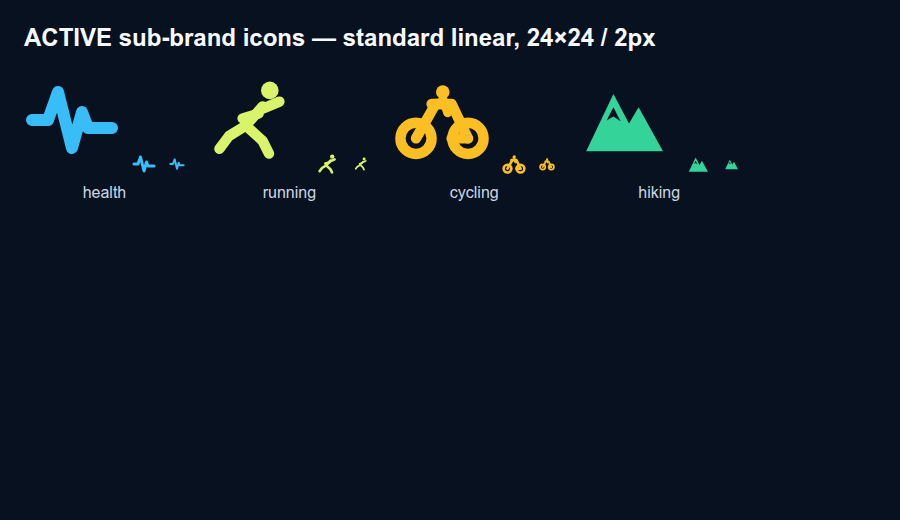 ACTIVE sub-brand icons — standard linear, 24×24 / 2px
health
running
cycling
hiking